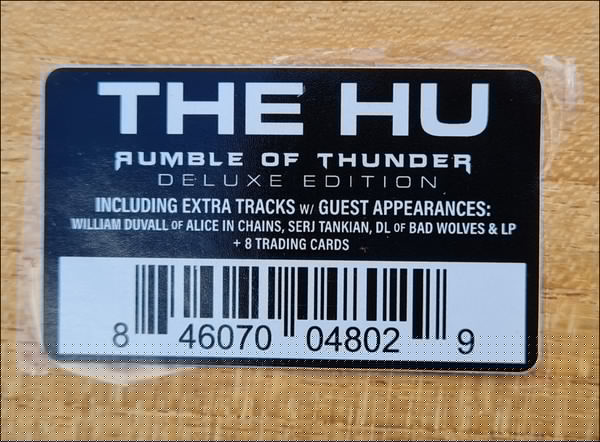 THE HU
RUMBLE OF THUNDER
DELUXE EDITION
INCLUDING EXTRA TRACKS W/ GUEST APPEARANCES:
WILLIAM DUVALL OF ALICE IN CHAINS, SERJ TANKIAN, DL OF BAD WOLVES & LP
+ 8 TRADING CARDS
8 46070 04802 9